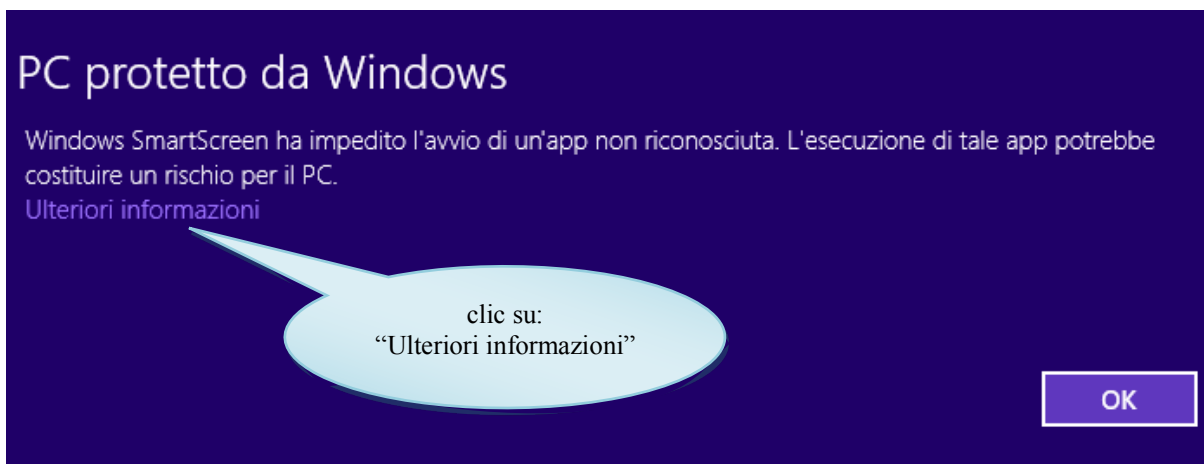 PC protetto da Windows
Windows SmartScreen ha impedito l'avvio di un'app non riconosciuta. L'esecuzione di tale app potrebbe
costituire un rischio per il PC.
Ulteriori informazioni
clic su:
“Ulteriori informazioni”
OK